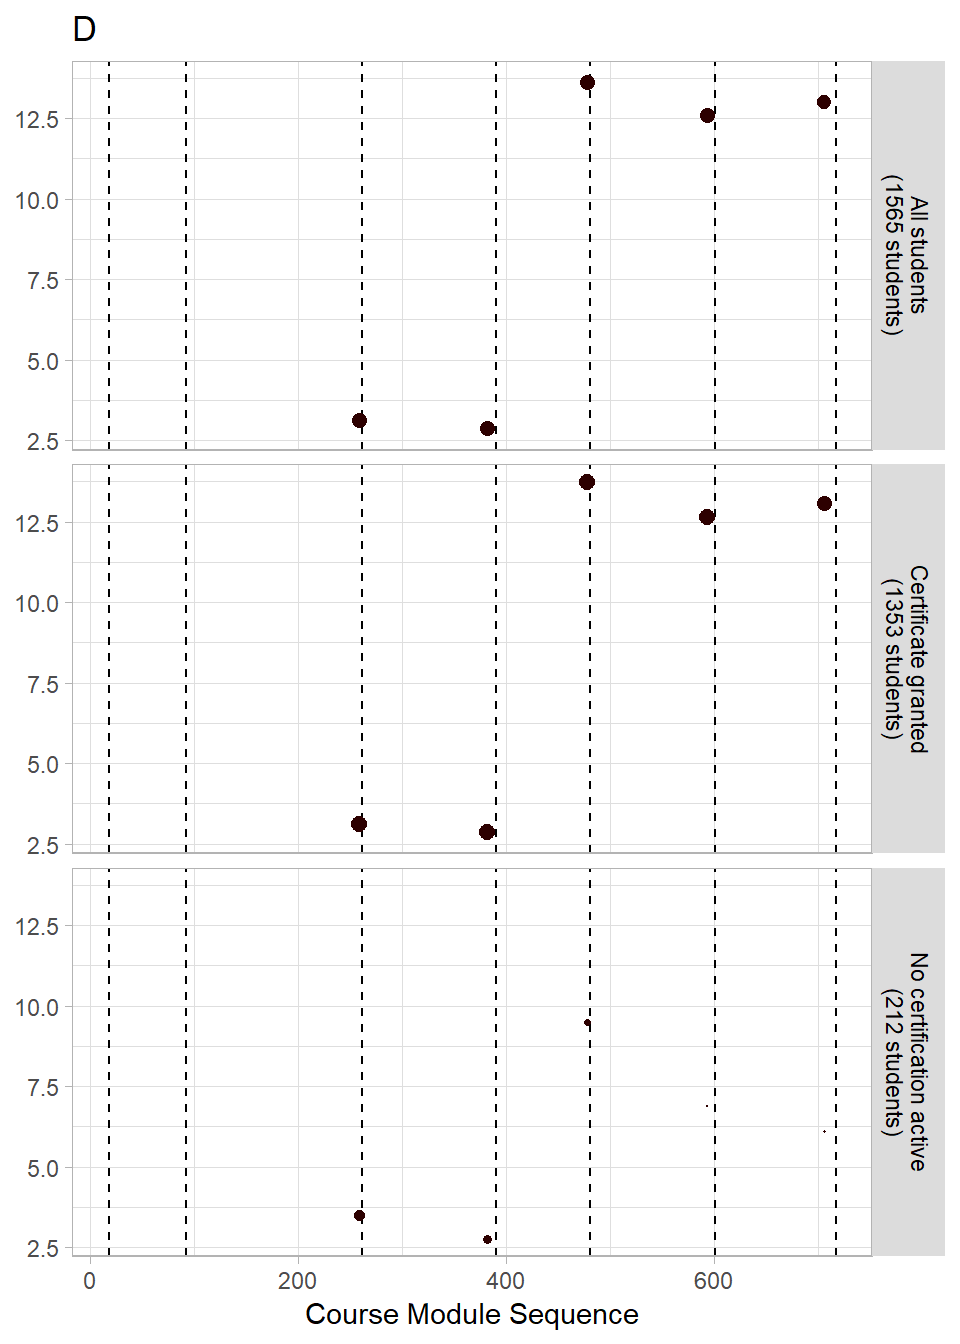 D
12.5
10.0
7.5
5.0
2.5
All students
(1565 students)
12.5
10.0
7.5
5.0
2.5
Certificate granted
(1353 students)
12.5
10.0
7.5
5.0
2.5
No certification active
(212 students)
0 200 400 600
Course Module Sequence